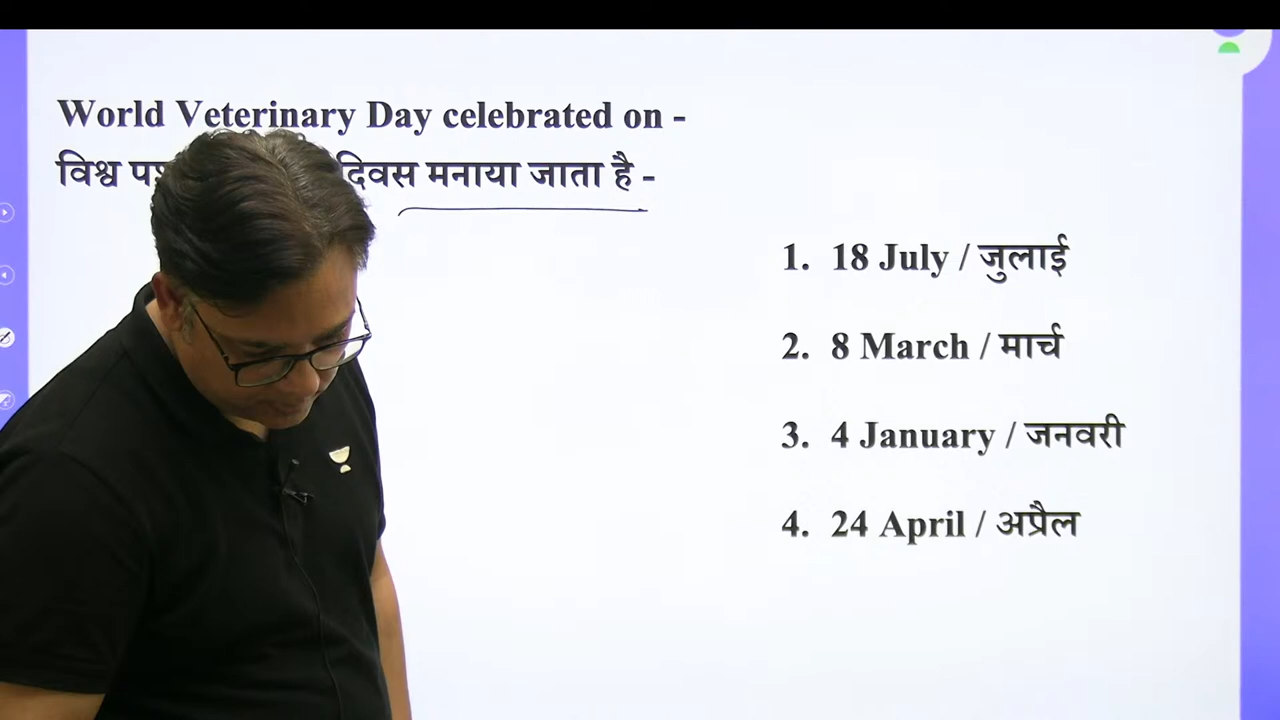 World Veterinary Day celebrated on -
विश्व दिवस मनाया जाता है -
1. 18 July / जुलाई
2. 8 March / मार्च
3. 4 January / जनवरी
4. 24 April / अप्रैल